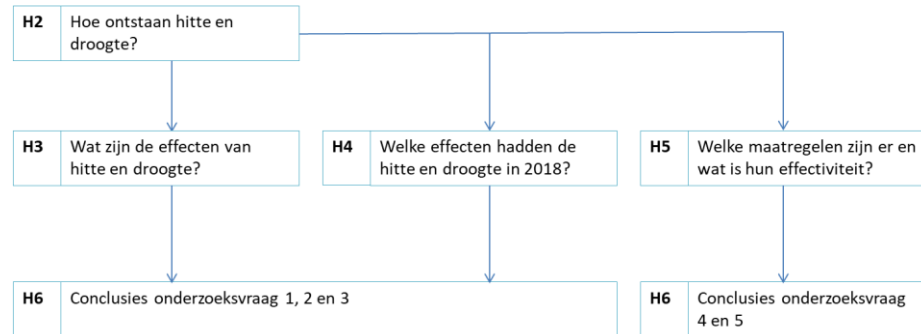 H2 Hoe ontstaan hitte en
droogte?
H3 Wat zijn de effecten van
hitte en droogte?
H4 Welke effecten hadden de
hitte en droogte in 2018?
H5 Welke maatregelen zijn er en
wat is hun effectiviteit?
H6 Conclusies onderzoeksvraag 1, 2 en 3
H6 Conclusies onderzoeksvraag
4 en 5